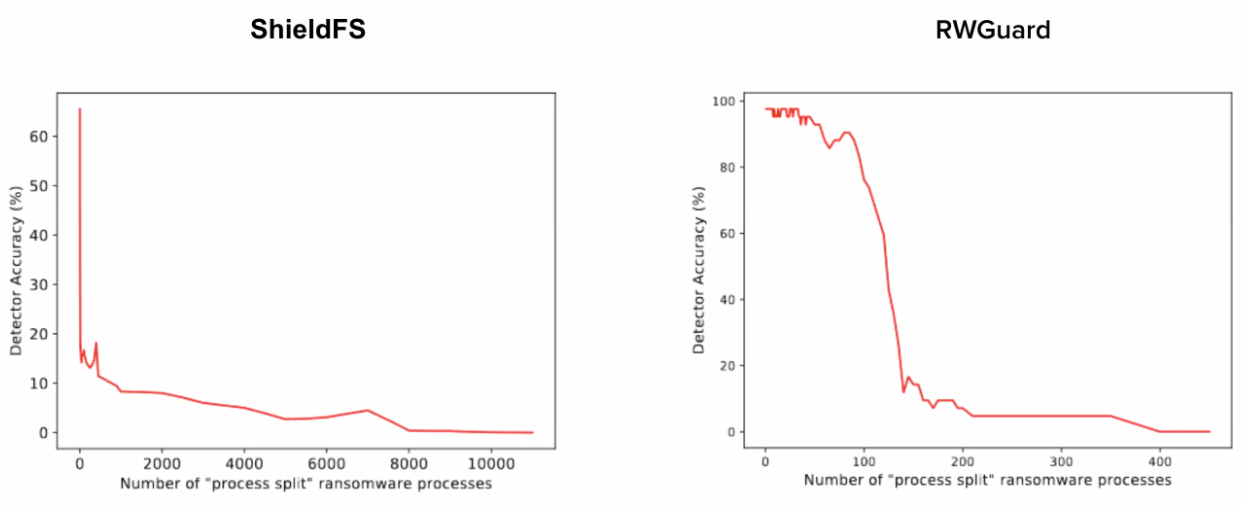 ShieldFS
Detector Accuracy (%)
60
50
40
30
20
10
0
0 2000 4000 6000 8000 10000
Number of "process split" ransomware processes
RWGuard
Detector Accuracy (%)
100
80
60
40
20
0
0 100 200 300 400
Number of "process split" ransomware processes